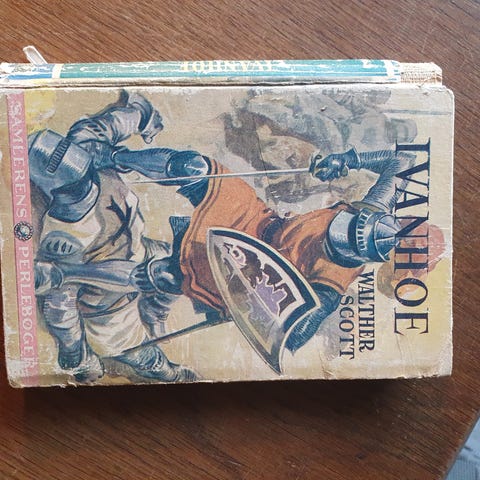 IVANHOE
WALTHER
SCOTT
SAMLERENS PERLEBØGER
IVANHOE